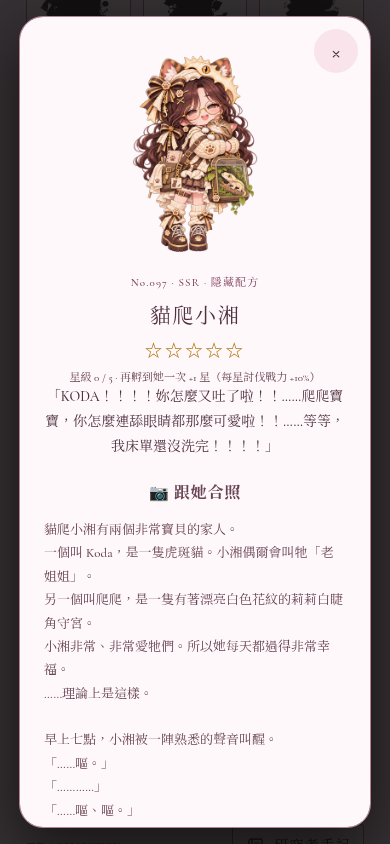 ×
No.097 · SSR · 隱藏配方
貓爬小湘
☆☆☆☆☆
星級 0 / 5 · 再孵到她一次 +1 星（每星討伐戰力 +10%）
「KODA！！！！妳怎麼又吐了啦！！……爬爬寶
寶，你怎麼連舔眼睛都那麼可愛啦！！……等等，
我床單還沒洗完！！！！」
📷 跟她合照
貓爬小湘有兩個非常寶貝的家人。
一個叫 Koda，是一隻虎斑貓。小湘偶爾會叫牠「老
姐姐」。
另一個叫爬爬，是一隻有著漂亮白色花紋的莉莉白睫
角守宮。
小湘非常、非常愛牠們。所以她每天都過得非常幸
福。
……理論上是這樣。
早上七點，小湘被一陣熟悉的聲音叫醒。
「……嘔。」
「…………」
「……嘔、嘔。」